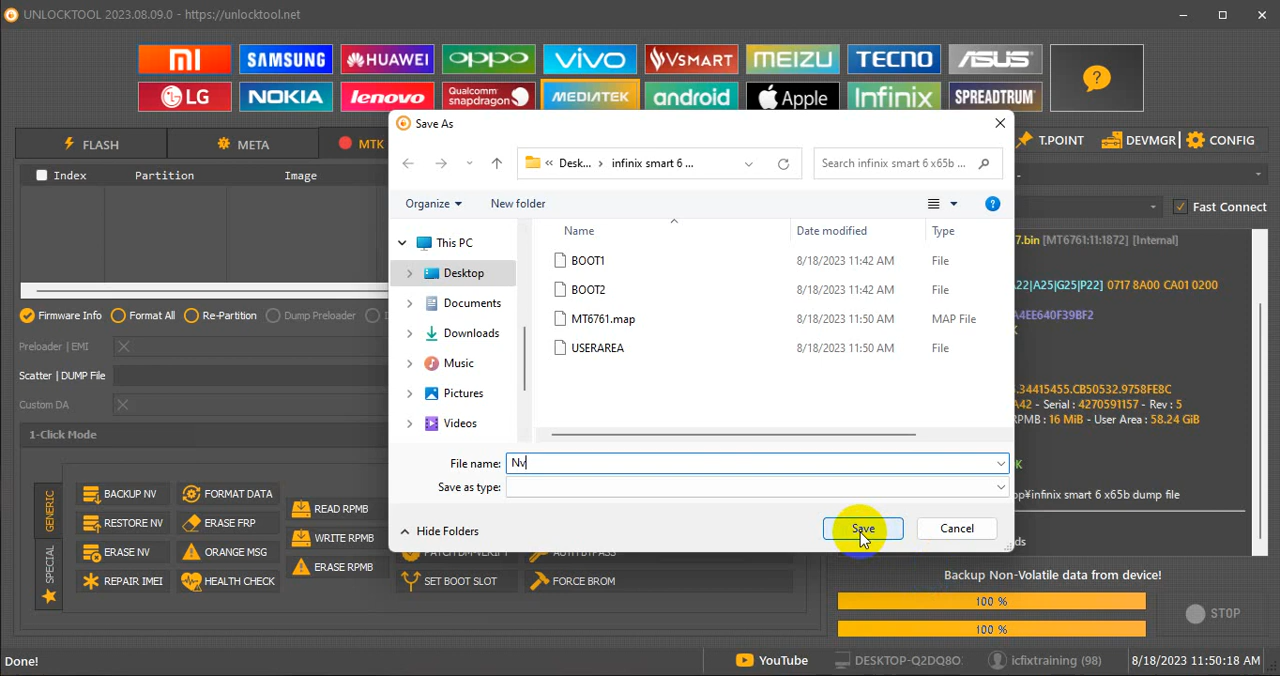 UNLOCKTOOL 2023.08.09.0 - https://unlocktool.net
mi SAMSUNG HUAWEI oppo vivo VSMART MEIZU TECNO ASUS
LG NOKIA lenovo Qualcomm snapdragon MEDIATEK android Apple Infinix SPREADTRUM ?
FLASH META MTK T.POINT DEVMGR CONFIG
Save As
Index Partition Image
« Desk... › infinix smart 6 ... Search infinix smart 6 x65b ...
Organize New folder ?
Fast Connect
Name Date modified Type
This PC
7.bin [MT6761:11:1872] [Internal]
BOOT1 8/18/2023 11:42 AM File
Desktop
A22|A25|G25|P22] 0717 8A00 CA01 0200
BOOT2 8/18/2023 11:42 AM File
Documents
Firmware Info Format All Re-Partition Dump Preloader
A4EE640F39BF2
MT6761.map 8/18/2023 11:50 AM MAP File
K
Downloads
Preloader | EMI
USERAREA 8/18/2023 11:50 AM File
Music
Scatter | DUMP File
.34415455.CB50532.9758FE8C
Pictures
Custom DA
A42 - Serial : 4270591157 - Rev : 5
RPMB : 16 MiB - User Area : 58.24 GiB
Videos
1-Click Mode
File name: Nv
K
Save as type:
GENERIC
BACKUP NV FORMAT DATA READ RPMB
op¥infinix smart 6 x65b dump file
RESTORE NV ERASE FRP WRITE RPMB
Hide Folders Save Cancel
ds
SPECIAL
ERASE NV ORANGE MSG ERASE RPMB PATCH DM-VERITY AUTH BYPASS
REPAIR IMEI HEALTH CHECK SET BOOT SLOT FORCE BROM
Backup Non-Volatile data from device!
100 %
STOP
100 %
Done! YouTube DESKTOP-Q2DQ8O icfixtraining (98) 8/18/2023 11:50:18 AM